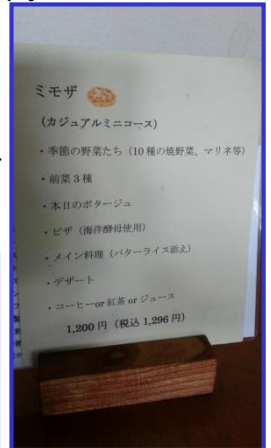 ミモザ
(カジュアルミニコース)
・季節の野菜たち(10種の焼野菜、マリネ等)
・前菜3種
・本日のポタージュ
・ピザ(海洋酵母使用)
・メイン料理(バターライス添え)
・デザート
・コーヒーor 紅茶 or ジュース
1,200円(税込1,296円)